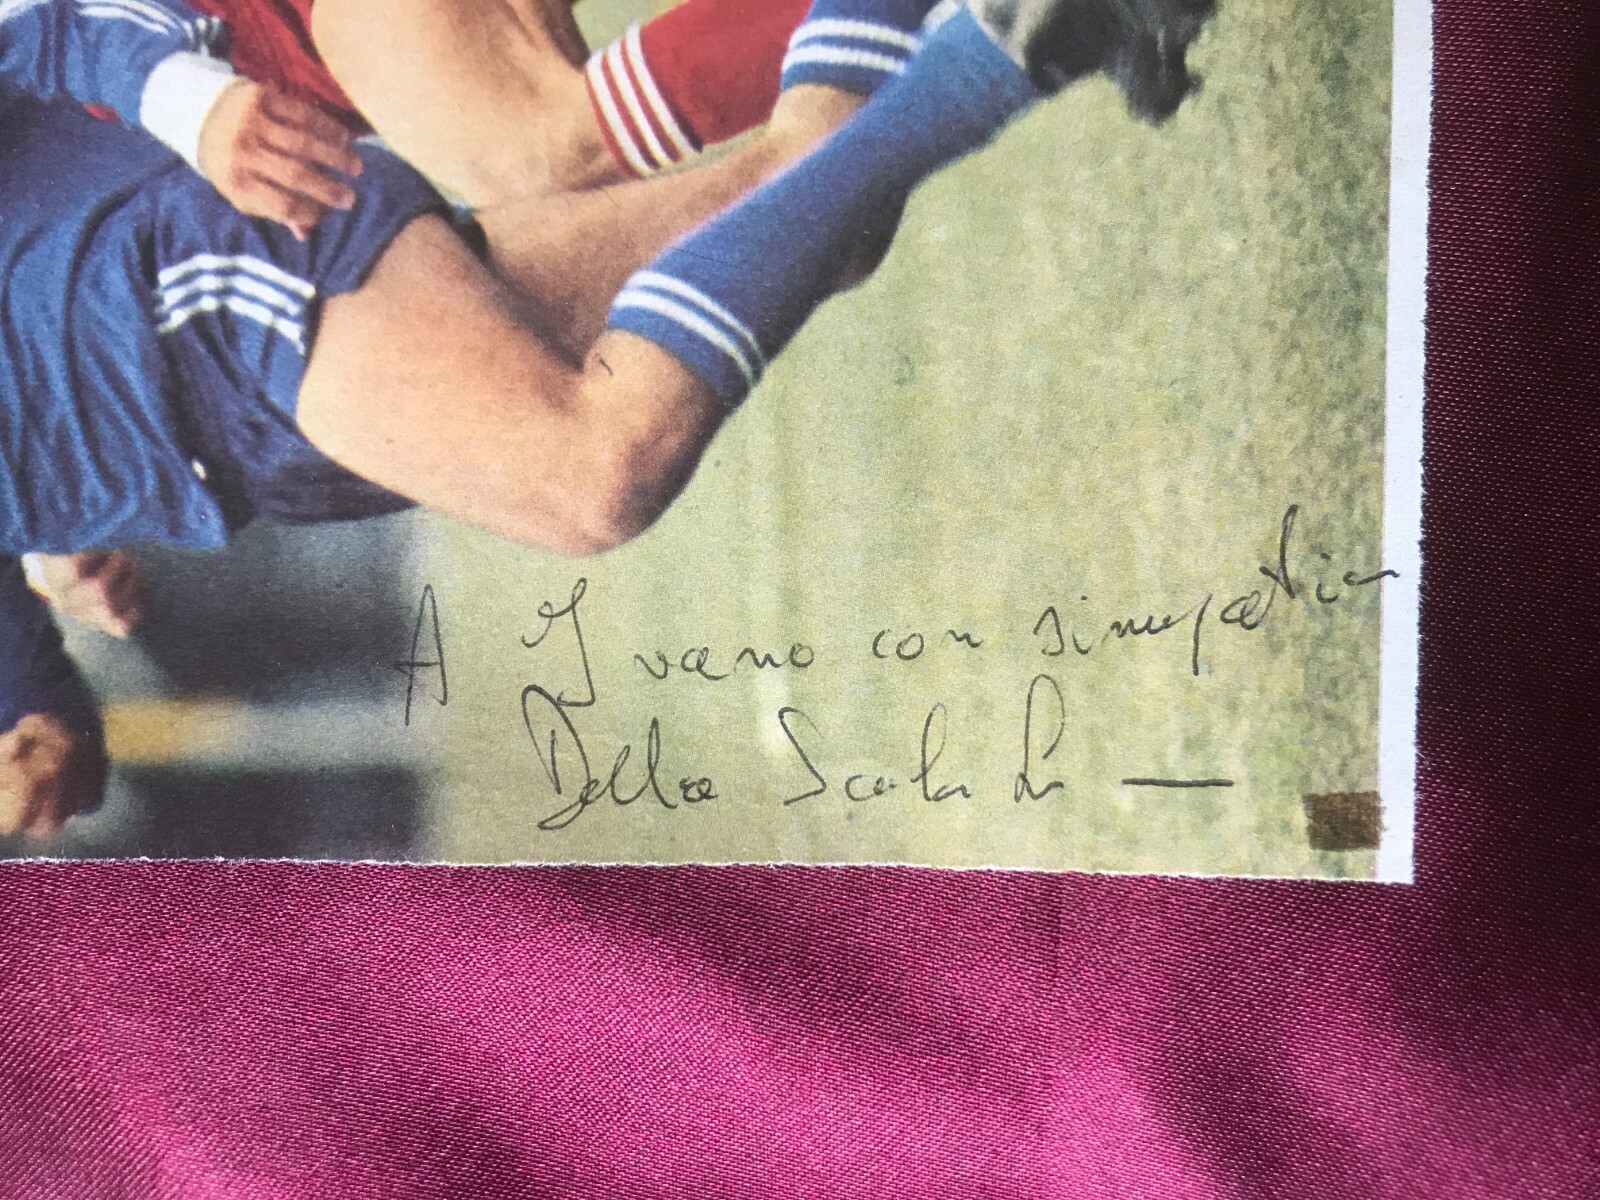 A Ivano con simpatia
Della Scala